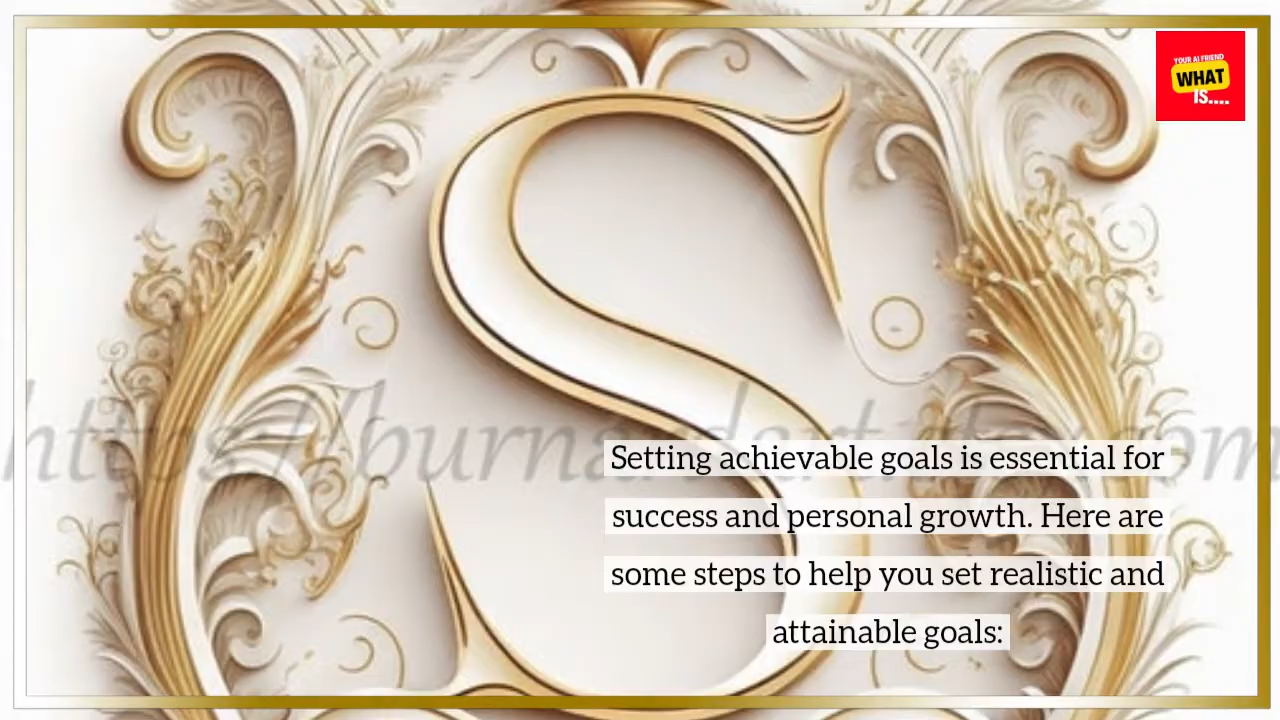 YOUR AI FRIEND
WHAT
IS....
S
Setting achievable goals is essential for
success and personal growth. Here are
some steps to help you set realistic and
attainable goals: